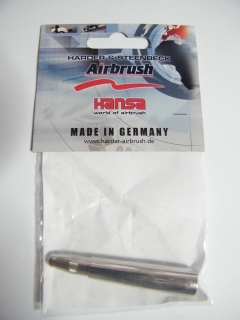 HARDER & STEENBECK
Airbrush
Hansa
world of airbrush
MADE IN GERMANY
www.harder-airbrush.de